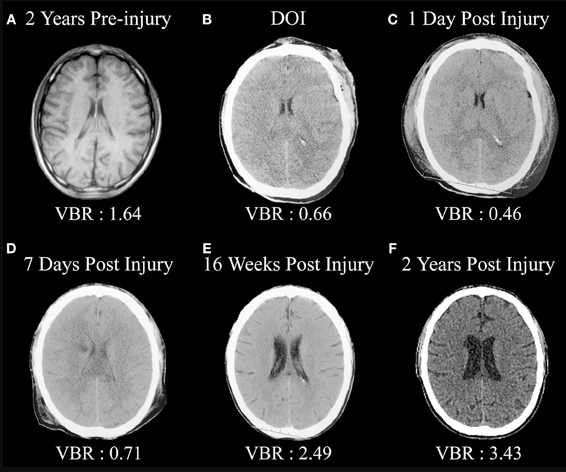 A 2 Years Pre-injury
B DOI
C 1 Day Post Injury
VBR : 1.64
VBR : 0.66
VBR : 0.46
D 7 Days Post Injury
E 16 Weeks Post Injury
F 2 Years Post Injury
VBR : 0.71
VBR : 2.49
VBR : 3.43